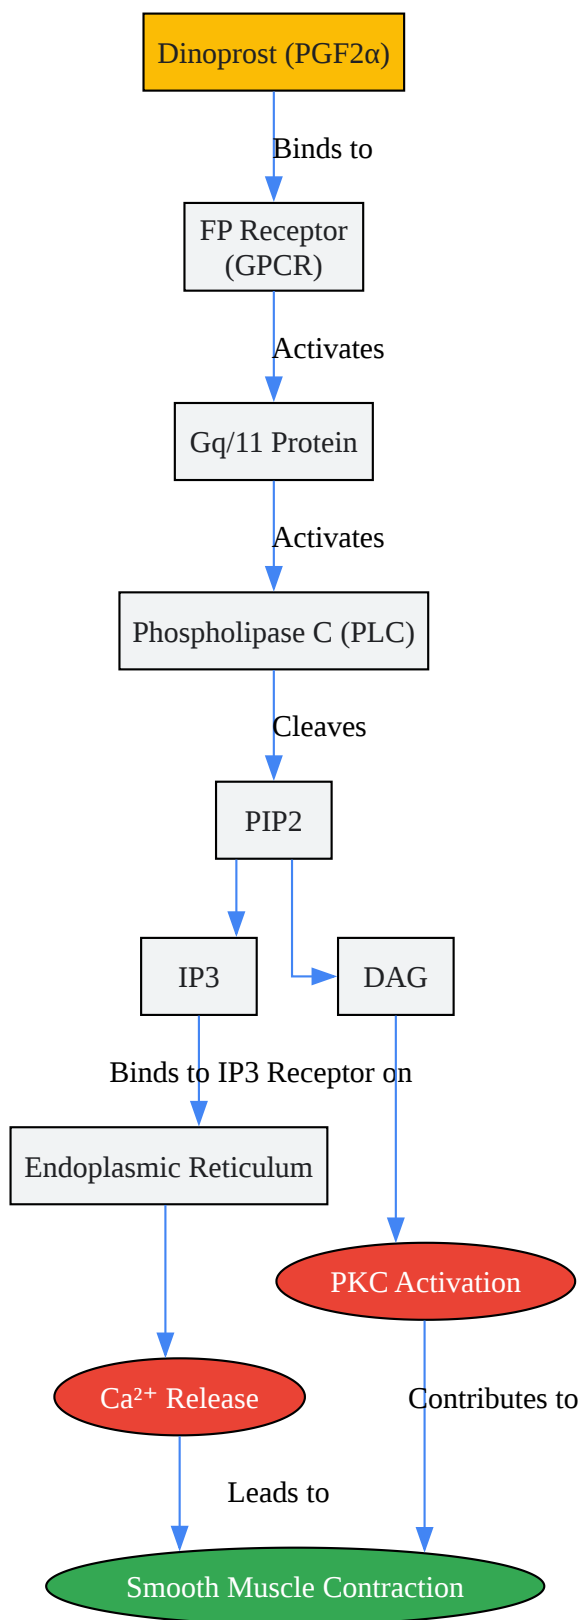 Dinoprost (PGF2α)
Binds to
FP Receptor
(GPCR)
Activates
Gq/11 Protein
Activates
Phospholipase C (PLC)
Cleaves
PIP2
IP3
DAG
Binds to IP3 Receptor on
Endoplasmic Reticulum
PKC Activation
Ca²⁺ Release
Contributes to
Leads to
Smooth Muscle Contraction